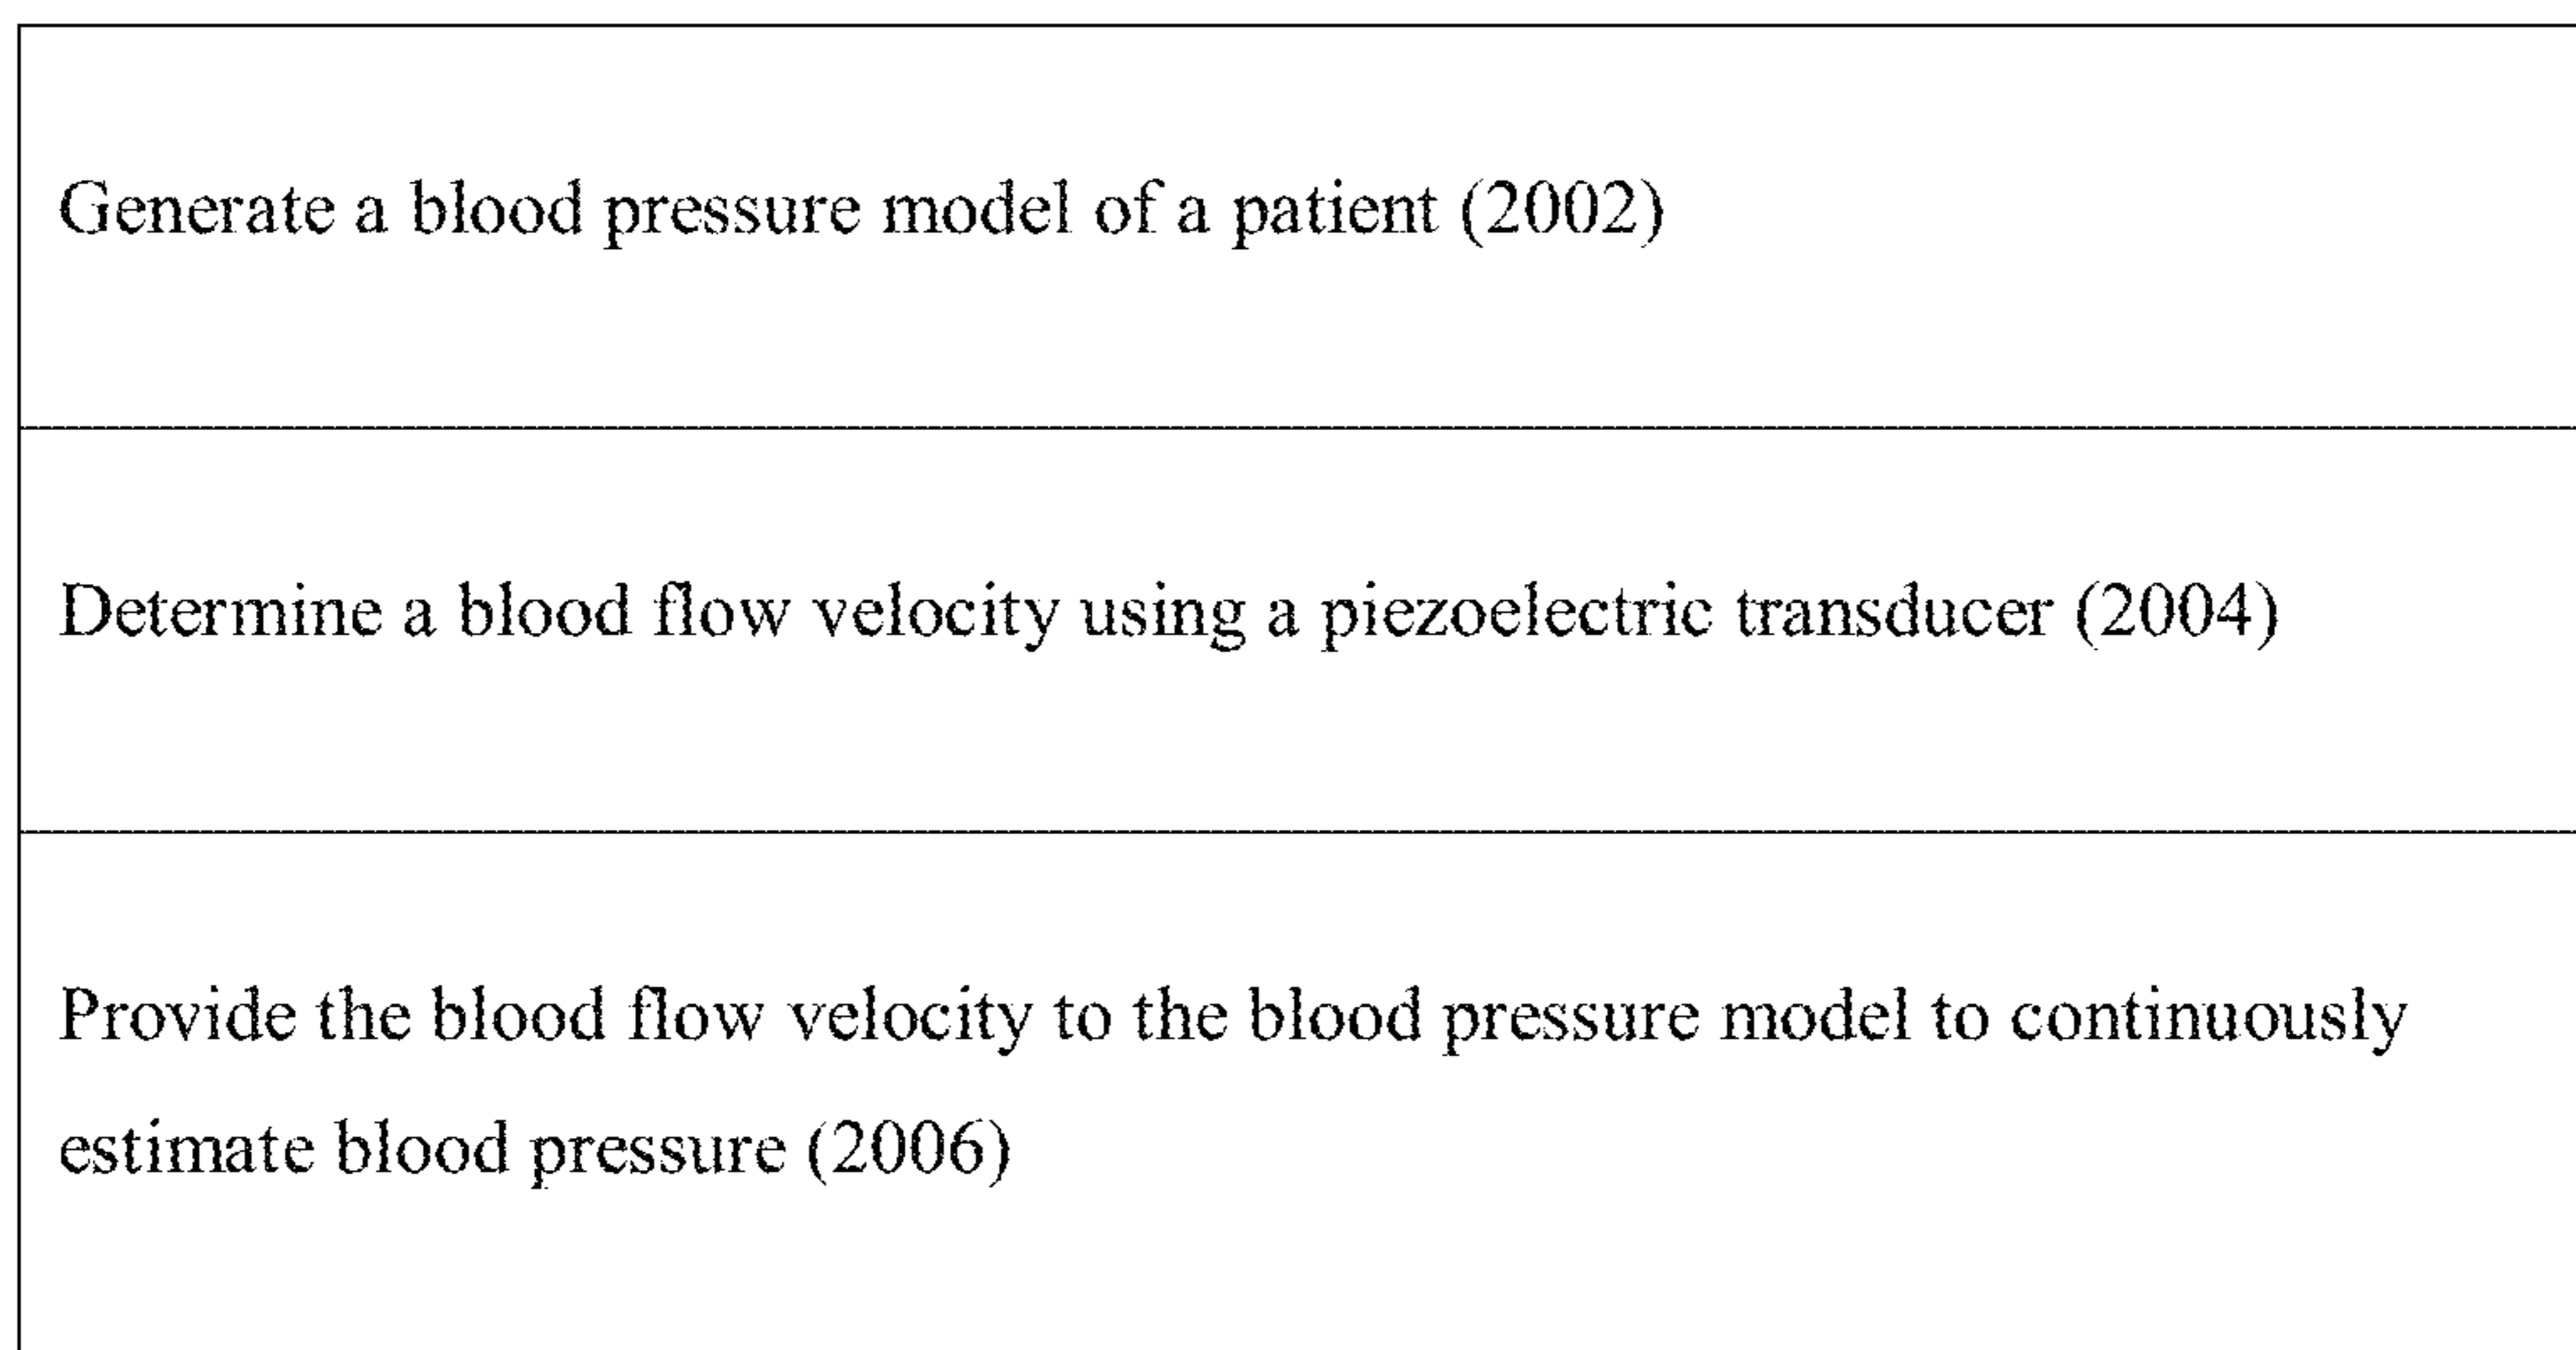 Generate a blood pressure model of a patient (2002)
Determine a blood flow velocity using a piezoelectric transducer (2004)
Provide the blood flow velocity to the blood pressure model to continuously
estimate blood pressure (2006)